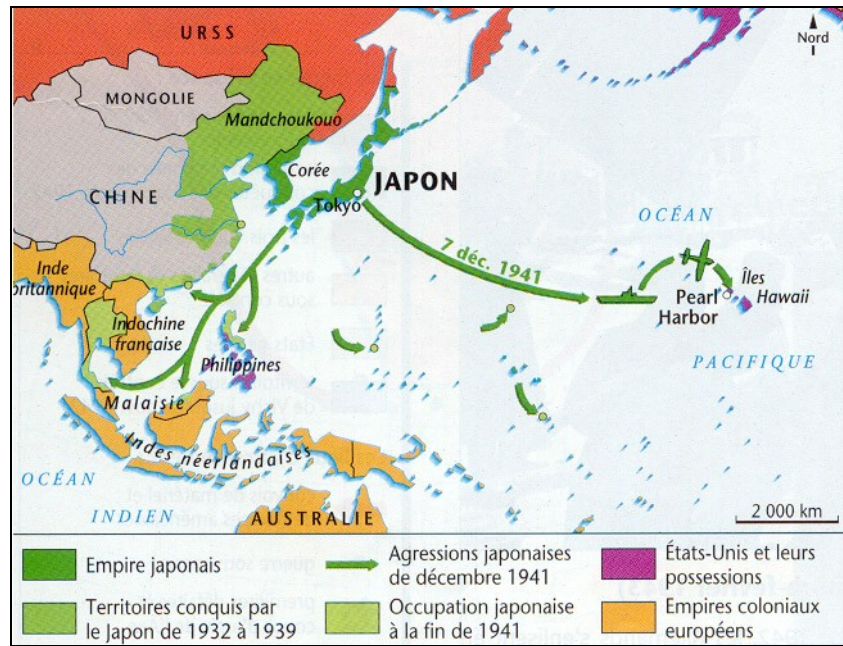 URSS
Nord
MONGOLIE
Mandchoukouo
Corée
JAPON
CHINE
Tokyo
OCÉAN
7 déc. 1941
Inde
britannique
Îles
Hawaii
Pearl
Harbor
Indochine
française
Philippines
PACIFIQUE
Malaisie
Indes néerlandaises
OCÉAN
INDIEN
AUSTRALIE
2 000 km
Empire japonais
Agressions japonaises
de décembre 1941
États-Unis et leurs
possessions
Territoires conquis par
le Japon de 1932 à 1939
Occupation japonaise
à la fin de 1941
Empires coloniaux
européens